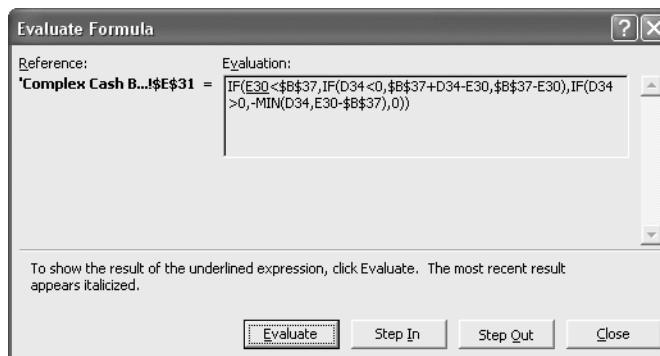 Evaluate Formula
Reference:
Evaluation:
'Complex Cash B...!$E$31 =
IF(E30<$B$37,IF(D34<0,$B$37+D34-E30,$B$37-E30),IF(D34
>0,-MIN(D34,E30-$B$37),0))
To show the result of the underlined expression, click Evaluate. The most recent result
appears italicized.
Evaluate
Step In
Step Out
Close